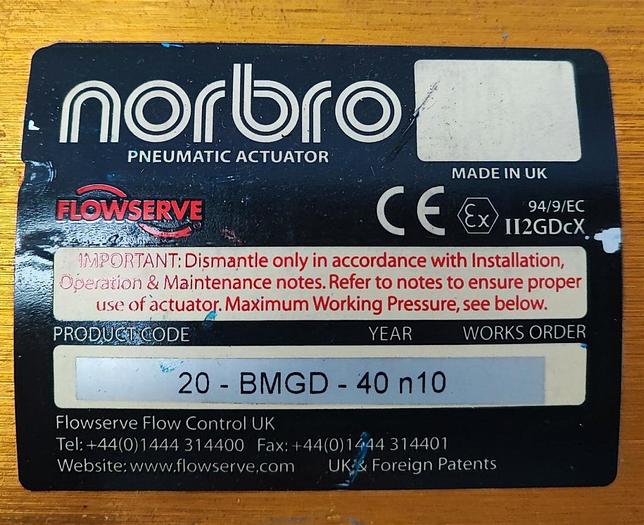 norbro
PNEUMATIC ACTUATOR
MADE IN UK
FLOWSERVE
CE Ex 94/9/EC
II2GDcX
IMPORTANT: Dismantle only in accordance with Installation,
Operation & Maintenance notes. Refer to notes to ensure proper
use of actuator. Maximum Working Pressure, see below.
PRODUCT CODE YEAR WORKS ORDER
20 - BMGD - 40 n10
Flowserve Flow Control UK
Tel: +44(0)1444 314400 Fax: +44(0)1444 314401
Website: www.flowserve.com UK & Foreign Patents